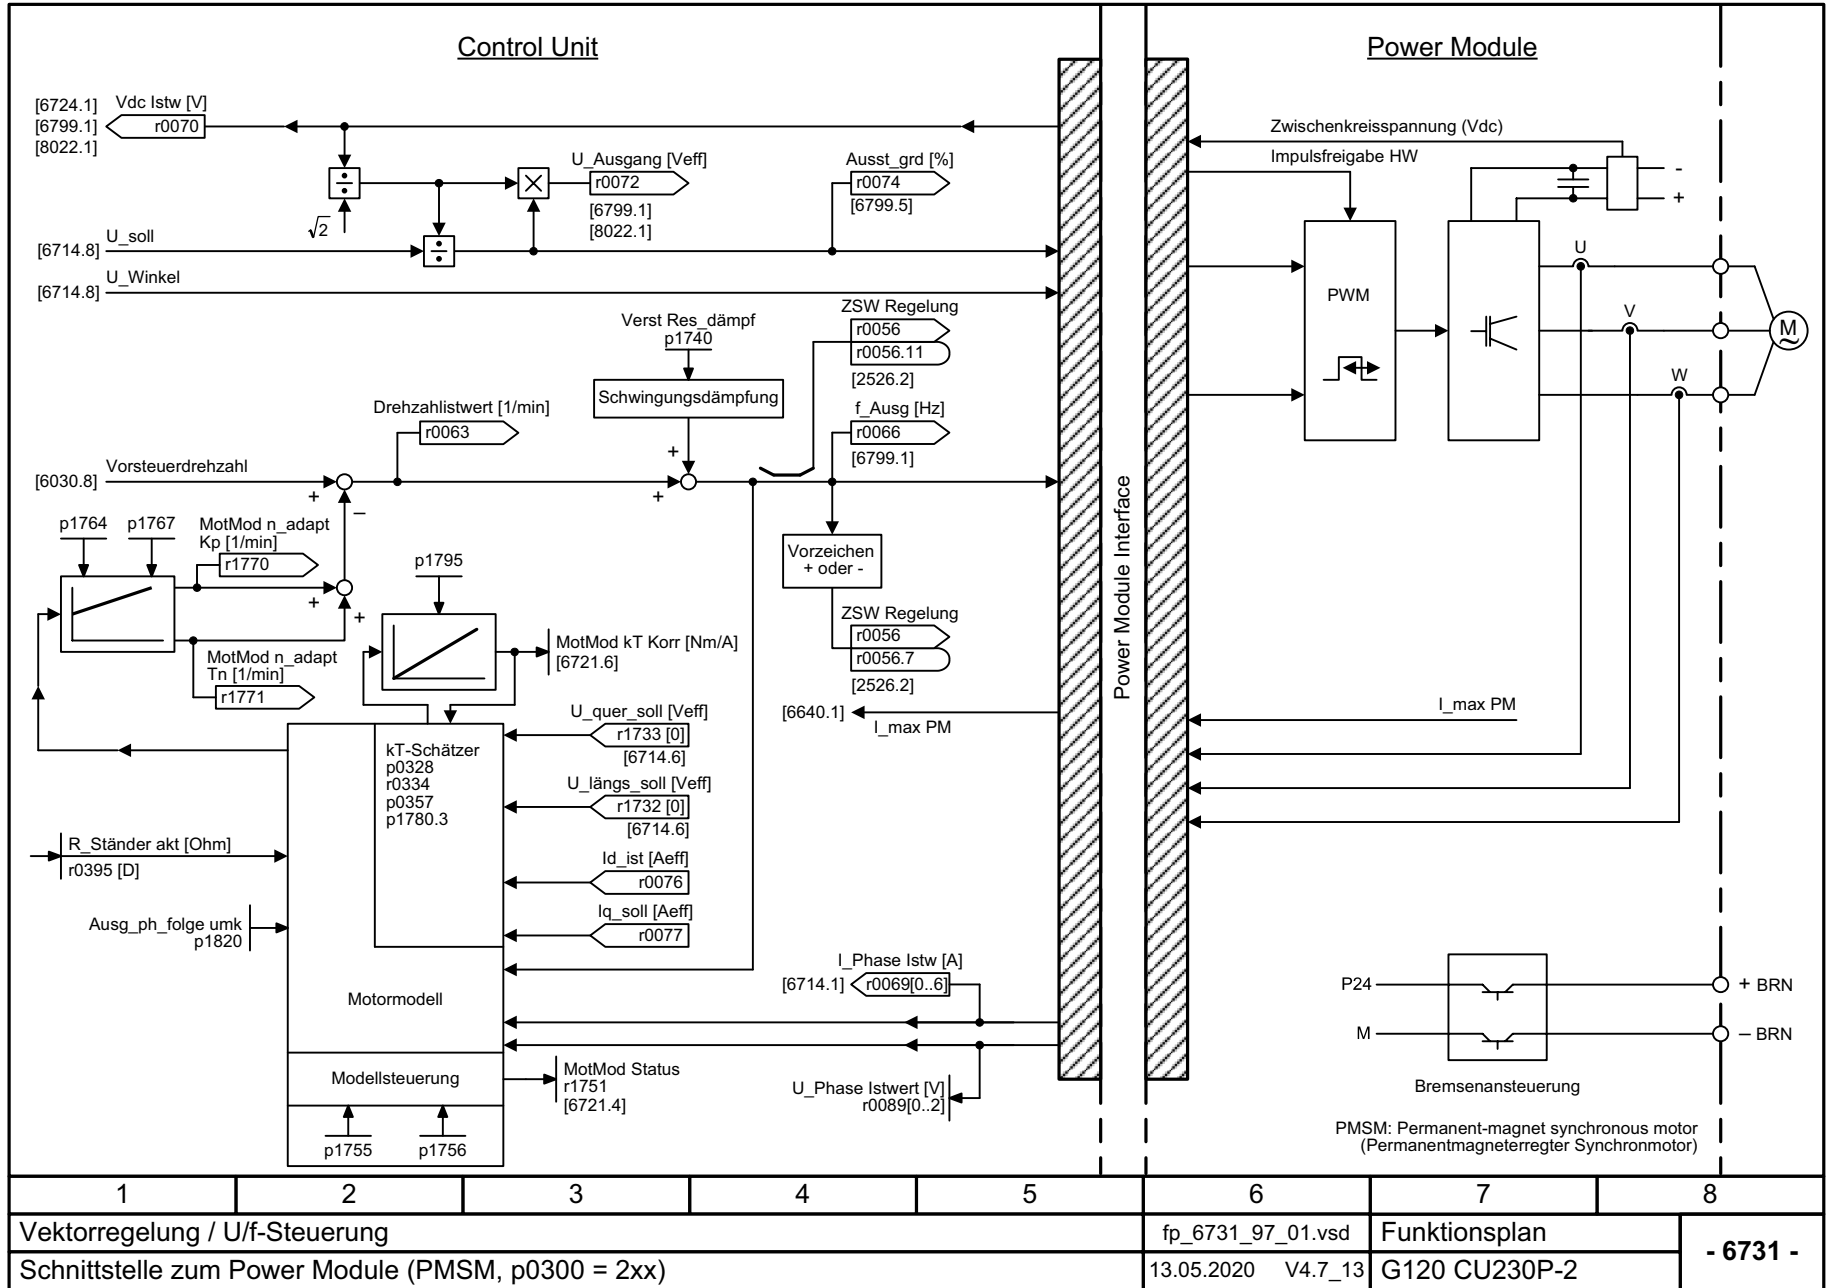 Control Unit
Power Module
[6724.1]
[6799.1]
[8022.1]
Vdc Istw [V]
r0070
U_Ausgang [Veff]
r0072
[6799.1]
[8022.1]
Ausst_grd [%]
r0074
[6799.5]
÷
×
√2
÷
[6714.8]
U_soll
[6714.8]
U_Winkel
Verst Res_dämpf
p1740
Schwingungsdämpfung
ZSW Regelung
r0056
r0056.11
[2526.2]
f_Ausg [Hz]
r0066
[6799.1]
Drehzahlistwert [1/min]
r0063
[6030.8]
Vorsteuerdrehzahl
+
–
+
+
p1764
p1767
MotMod n_adapt
Kp [1/min]
r1770
+
+
MotMod n_adapt
Tn [1/min]
r1771
p1795
MotMod kT Korr [Nm/A]
[6721.6]
Vorzeichen
+ oder -
ZSW Regelung
r0056
r0056.7
[2526.2]
[6640.1]
I_max PM
kT-Schätzer
p0328
r0334
p0357
p1780.3
U_quer_soll [Veff]
r1733 [0]
[6714.6]
U_längs_soll [Veff]
r1732 [0]
[6714.6]
Id_ist [Aeff]
r0076
Iq_soll [Aeff]
r0077
R_Ständer akt [Ohm]
r0395 [D]
Ausg_ph_folge umk
p1820
Motormodell
I_Phase Istw [A]
[6714.1]
r0069[0..6]
U_Phase Istwert [V]
r0089[0..2]
Modellsteuerung
MotMod Status
r1751
[6721.4]
p1755
p1756
Power Module Interface
Zwischenkreisspannung (Vdc)
Impulsfreigabe HW
-
+
PWM
U
V
W
M
~
I_max PM
P24
M
+ BRN
– BRN
Bremsenansteuerung
PMSM: Permanent-magnet synchronous motor
(Permanentmagneterregter Synchronmotor)
1 2 3 4 5 6 7 8
Vektorregelung / U/f-Steuerung
fp_6731_97_01.vsd
Funktionsplan
- 6731 -
Schnittstelle zum Power Module (PMSM, p0300 = 2xx)
13.05.2020 V4.7_13
G120 CU230P-2